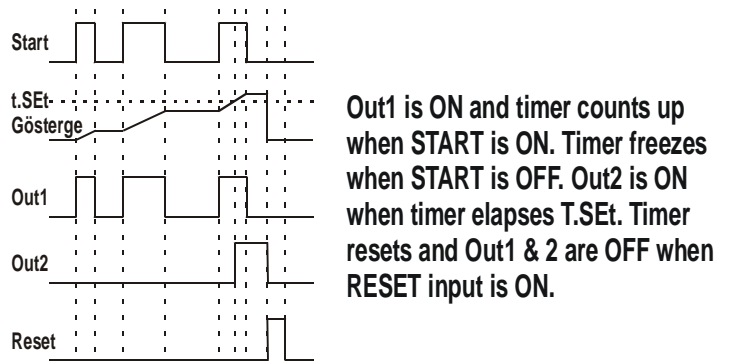 Start
t.SEt
Gösterge
Out1
Out2
Reset
Out1 is ON and timer counts up
when START is ON. Timer freezes
when START is OFF. Out2 is ON
when timer elapses T.SEt. Timer
resets and Out1 & 2 are OFF when
RESET input is ON.